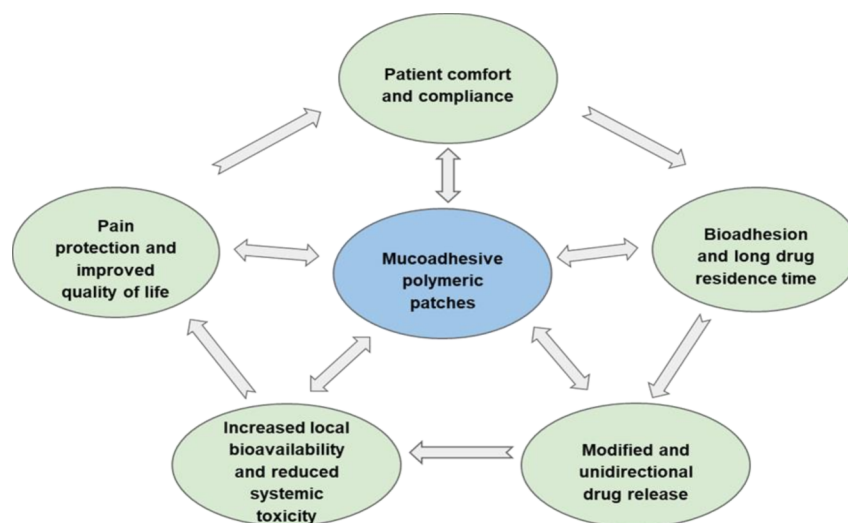 Patient comfort
and compliance
Pain
protection and
improved
quality of life
Mucoadhesive
polymeric
patches
Bioadhesion
and long drug
residence time
Increased local
bioavailability
and reduced
systemic
toxicity
Modified and
unidirectional
drug release